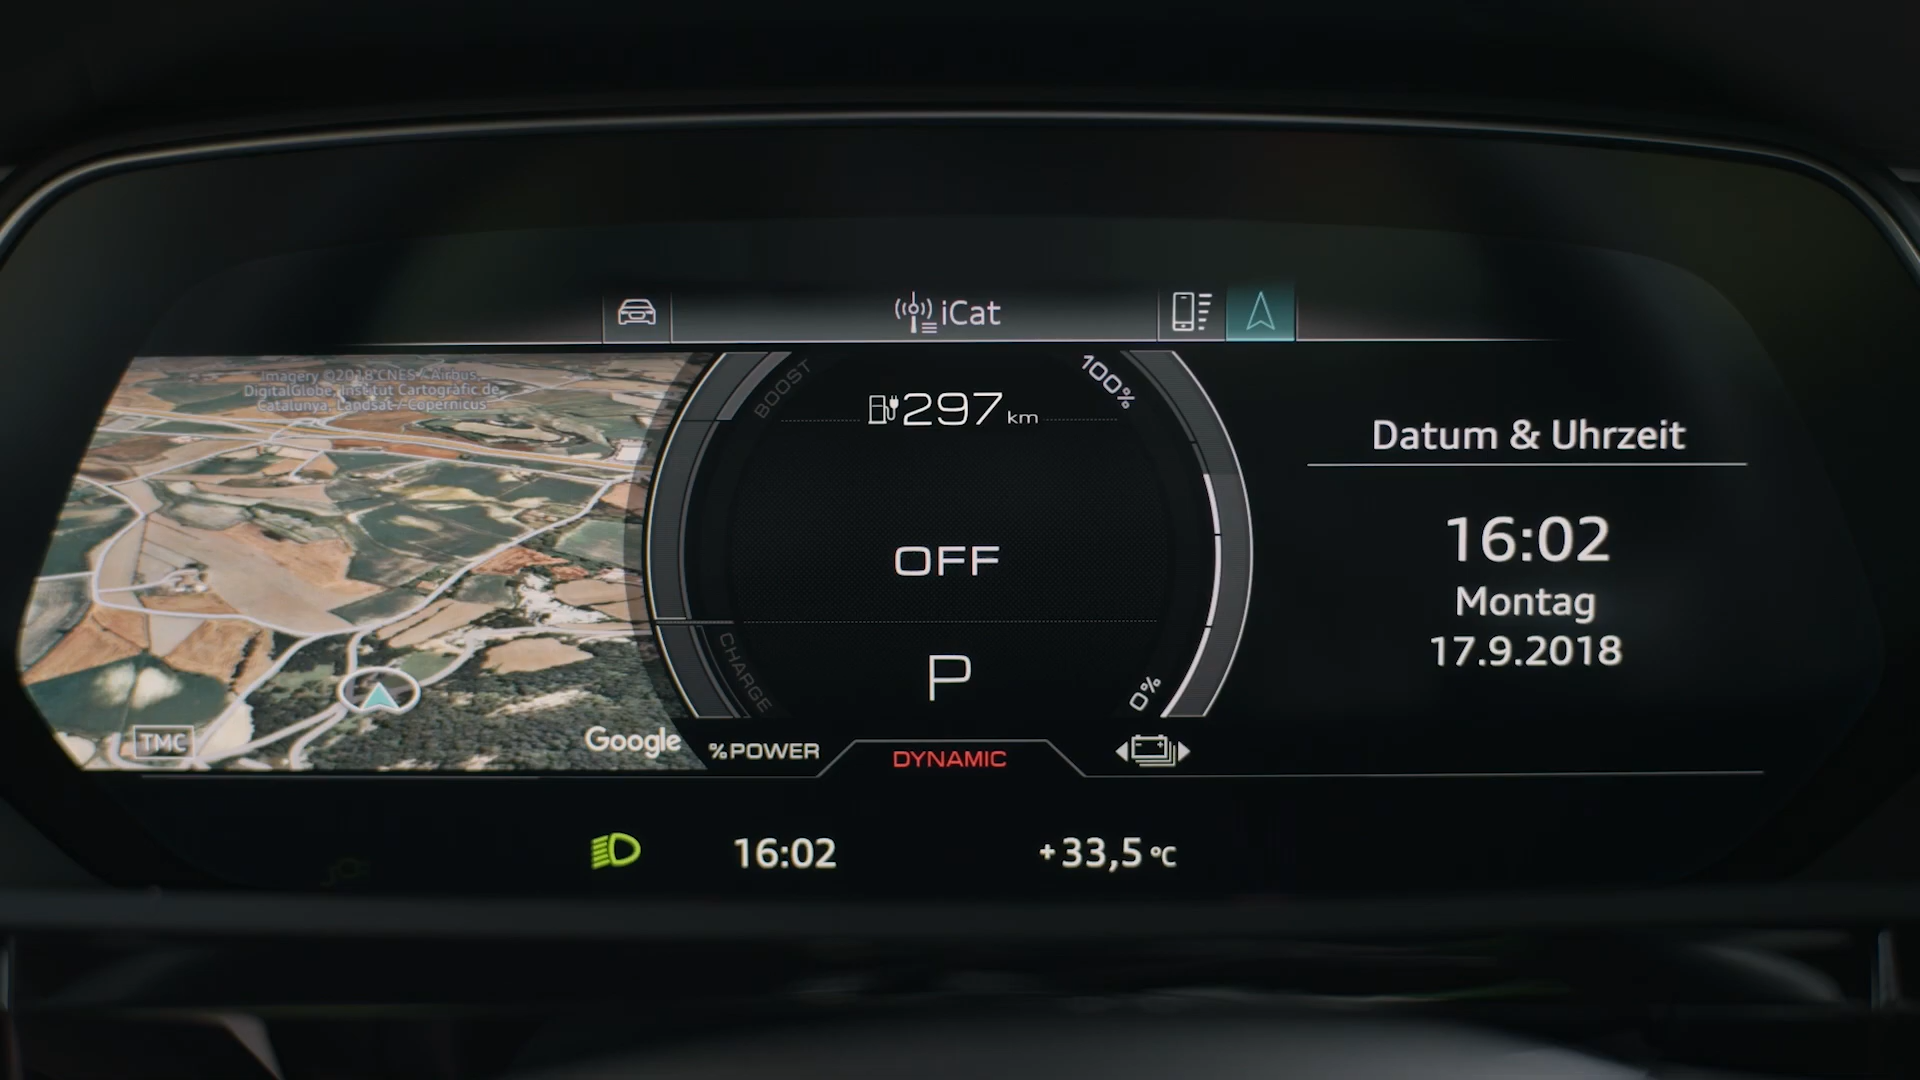 iCat
Imagery ©2018 CNES / Airbus,
DigitalGlobe, Institut Cartogràfic de
Catalunya, Landsat / Copernicus
BOOST
297 km
100%
OFF
CHARGE
P
0%
TMC
Google
%POWER
DYNAMIC
Datum & Uhrzeit
16:02
Montag
17.9.2018
16:02
+33,5 °C